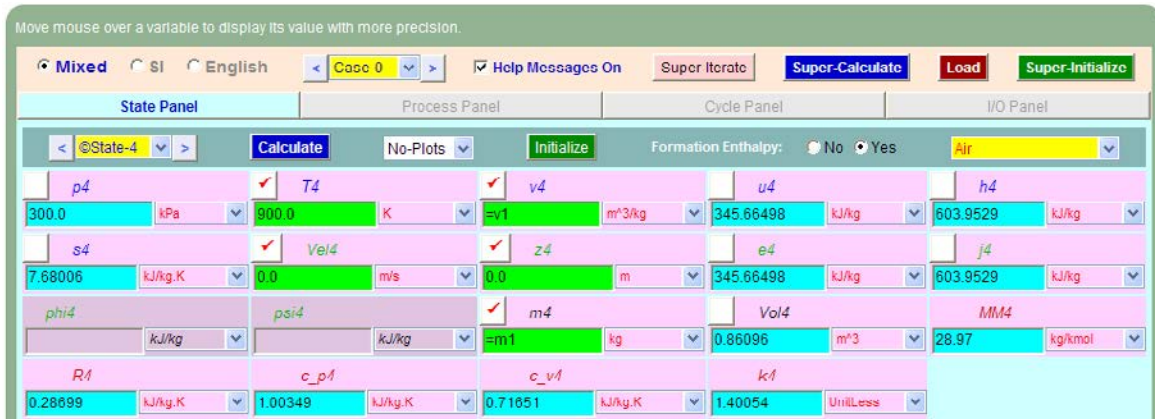 Move mouse over a variable to display its value with more precision.
Mixed SI English < Case 0 > Help Messages On Super Iterate Super-Calculate Load Super-Initialize
State Panel Process Panel Cycle Panel I/O Panel
< ©State-4 > Calculate No-Plots Initialize Formation Enthalpy: No Yes Air
p4 T4 v4 u4 h4
300.0 kPa 900.0 K =v1 m^3/kg 345.66498 kJ/kg 603.9529 kJ/kg
s4 Vel4 z4 e4 j4
7.68006 kJ/kg.K 0.0 m/s 0.0 m 345.66498 kJ/kg 603.9529 kJ/kg
phi4 psi4 m4 Vol4 MM4
kJ/kg kJ/kg =m1 kg 0.86096 m^3 28.97 kg/kmol
R4 c_p4 c_v4 k4
0.28699 kJ/kg.K 1.00349 kJ/kg.K 0.71651 kJ/kg.K 1.40054 UnitLess